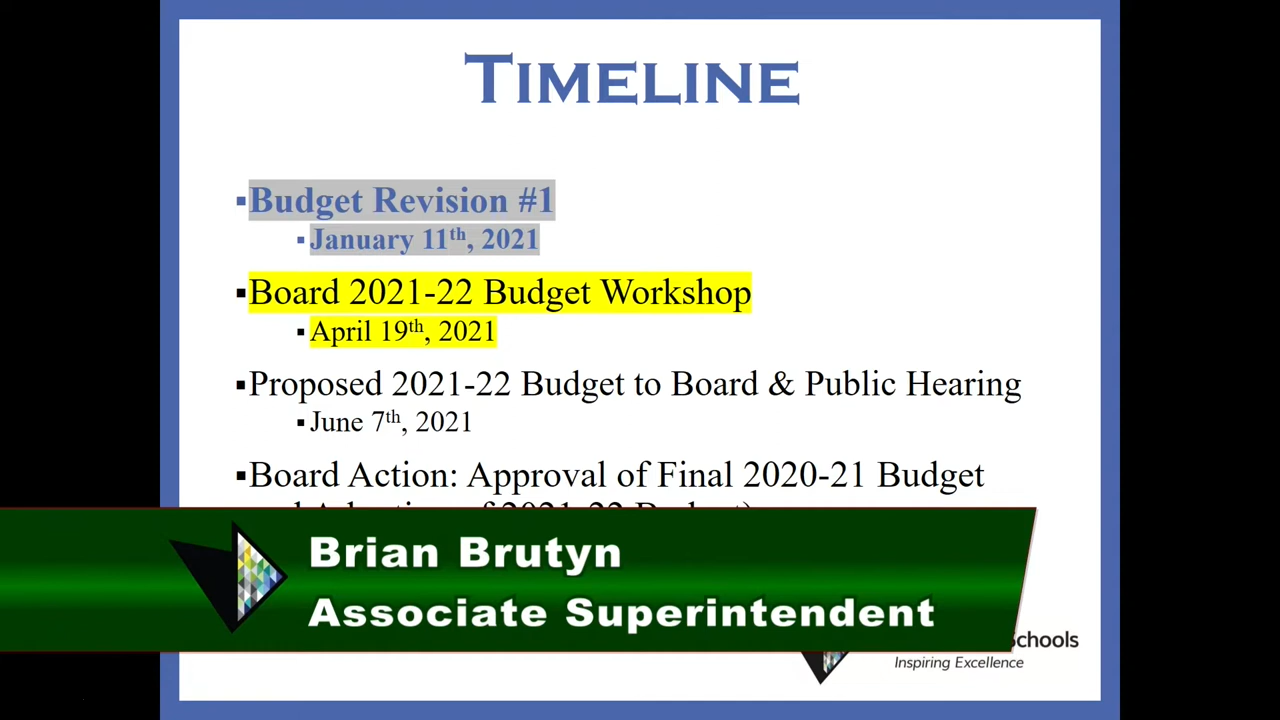 TIMELINE
▪Budget Revision #1
▪January 11th, 2021
▪Board 2021-22 Budget Workshop
▪April 19th, 2021
▪Proposed 2021-22 Budget to Board & Public Hearing
▪June 7th, 2021
▪Board Action: Approval of Final 2020-21 Budget
Brian Brutyn
Associate Superintendent
Schools
Inspiring Excellence